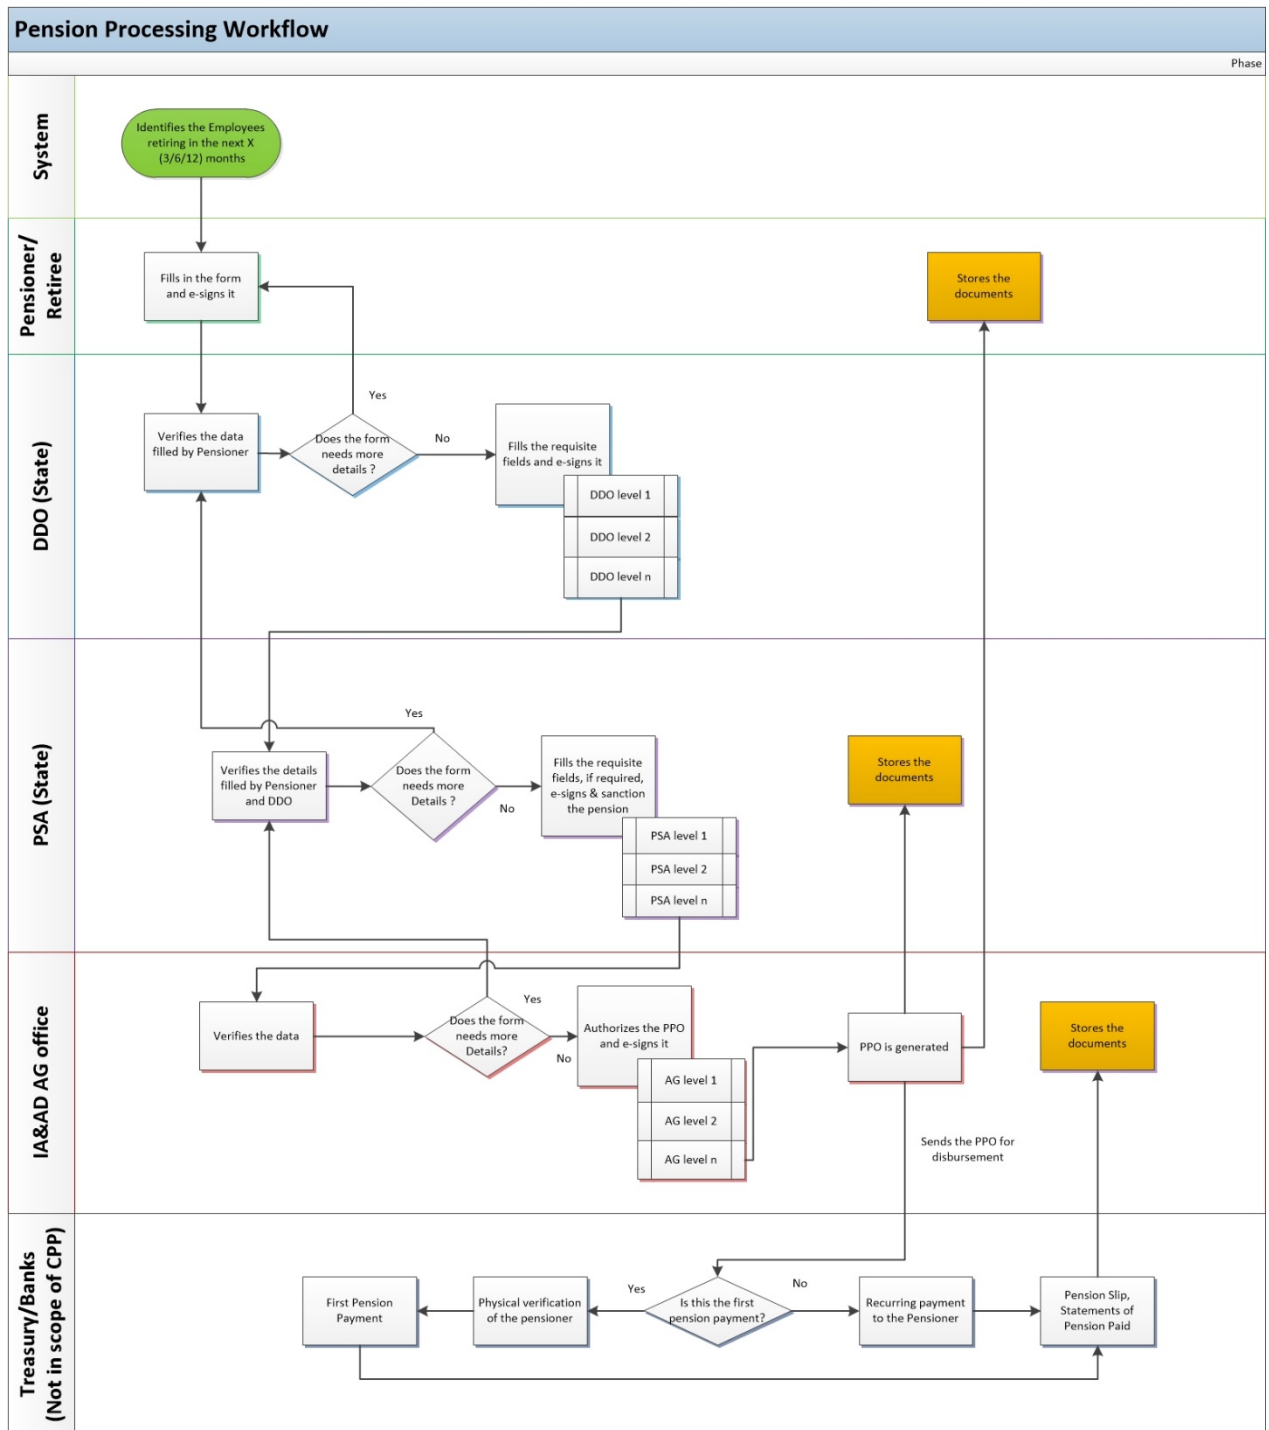 Pension Processing Workflow
Phase
System
Identifies the Employees
retiring in the next X
(3/6/12) months
Pensioner/
Retiree
Fills in the form
and e-signs it
Stores the
documents
DDO (State)
Verifies the data
filled by Pensioner
Does the form
needs more
details ?
Yes
No
Fills the requisite
fields and e-signs it
DDO level 1
DDO level 2
DDO level n
PSA (State)
Verifies the details
filled by Pensioner
and DDO
Yes
Does the form
needs more
Details ?
No
Fills the requisite
fields, if required,
e-signs & sanction
the pension
PSA level 1
PSA level 2
PSA level n
Stores the
documents
IA&AD AG office
Verifies the data
Does the form
needs more
Details?
Yes
No
Authorizes the PPO
and e-signs it
AG level 1
AG level 2
AG level n
PPO is generated
Stores the
documents
Sends the PPO for
disbursement
Treasury/Banks
(Not in scope of CPP)
First Pension
Payment
Physical verification
of the pensioner
Yes
Is this the first
pension payment?
No
Recurring payment
to the Pensioner
Pension Slip,
Statements of
Pension Paid